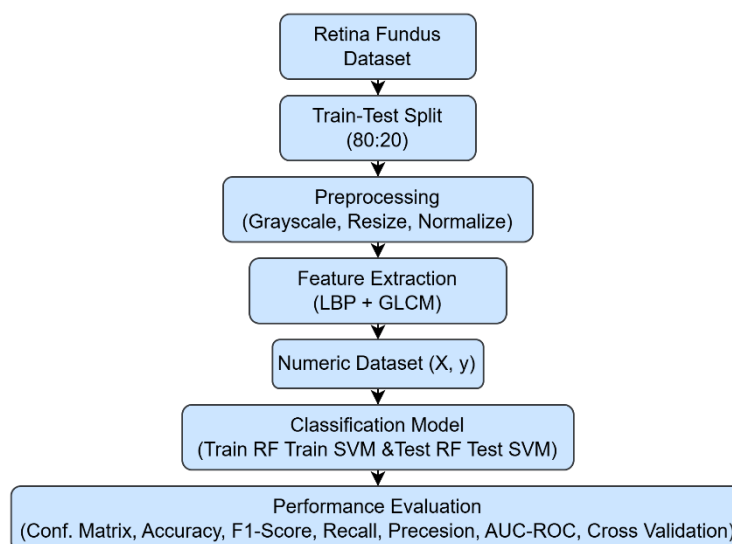 Retina Fundus
Dataset
Train-Test Split
(80:20)
Preprocessing
(Grayscale, Resize, Normalize)
Feature Extraction
(LBP + GLCM)
Numeric Dataset (X, y)
Classification Model
(Train RF Train SVM &Test RF Test SVM)
Performance Evaluation
(Conf. Matrix, Accuracy, F1-Score, Recall, Precesion, AUC-ROC, Cross Validation)